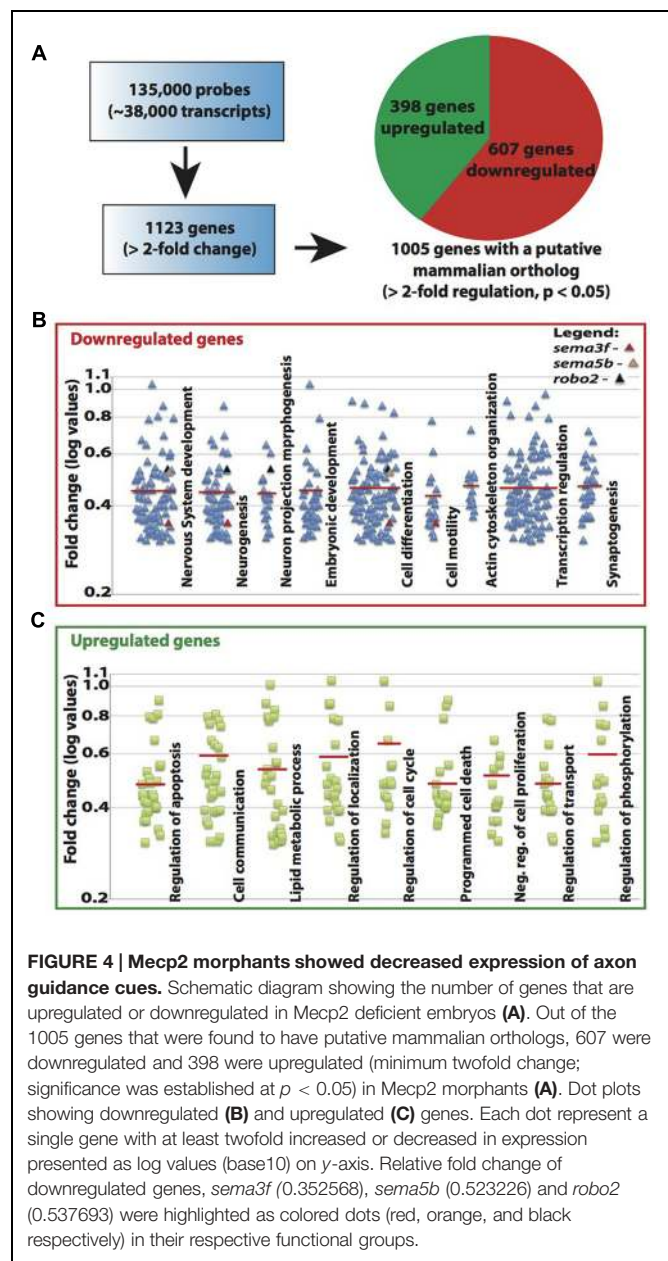 A
135,000 probes
(~38,000 transcripts)
1123 genes
(> 2-fold change)
398 genes
upregulated
607 genes
downregulated
1005 genes with a putative
mammalian ortholog
(> 2-fold regulation, p < 0.05)
B
Downregulated genes
Legend:
sema3f -
sema5b -
robo2 -
Fold change (log values)
1.1
1.0
0.8
0.6
0.4
0.2
Nervous System development
Neurogenesis
Neuron projection mprphogenesis
Embryonic development
Cell differentiation
Cell motility
Actin cytoskeleton organization
Transcription regulation
Synaptogenesis
C
Upregulated genes
Fold change (log values)
1.1
1.0
0.8
0.6
0.4
0.2
Regulation of apoptosis
Cell communication
Lipid metabolic process
Regulation of localization
Regulation of cell cycle
Programmed cell death
Neg. reg. of cell proliferation
Regulation of transport
Regulation of phosphorylation
FIGURE 4 | Mecp2 morphants showed decreased expression of axon
guidance cues. Schematic diagram showing the number of genes that are
upregulated or downregulated in Mecp2 deficient embryos (A). Out of the
1005 genes that were found to have putative mammalian orthologs, 607 were
downregulated and 398 were upregulated (minimum twofold change;
significance was established at p < 0.05) in Mecp2 morphants (A). Dot plots
showing downregulated (B) and upregulated (C) genes. Each dot represent a
single gene with at least twofold increased or decreased in expression
presented as log values (base10) on y-axis. Relative fold change of
downregulated genes, sema3f (0.352568), sema5b (0.523226) and robo2
(0.537693) were highlighted as colored dots (red, orange, and black
respectively) in their respective functional groups.